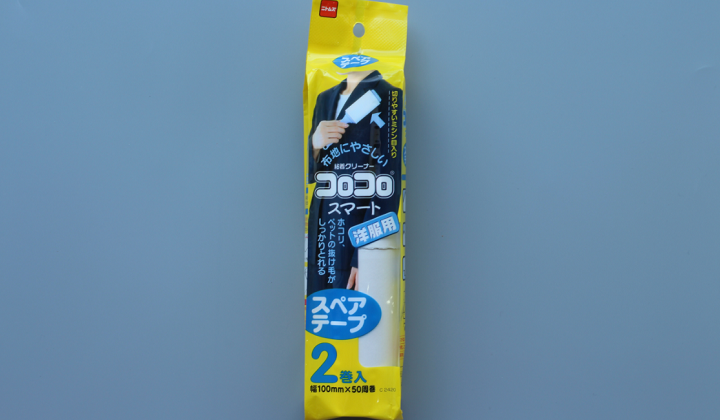 ニトムズ
スペア
テープ
切りやすいミシン目入り
布地にやさしい
粘着クリーナー
コロコロ®
スマート
洋服用
ホコリ、
ペットの抜け毛が
しっかりとれる
スペア
テープ
2巻入
幅100mm×50周巻 C2405